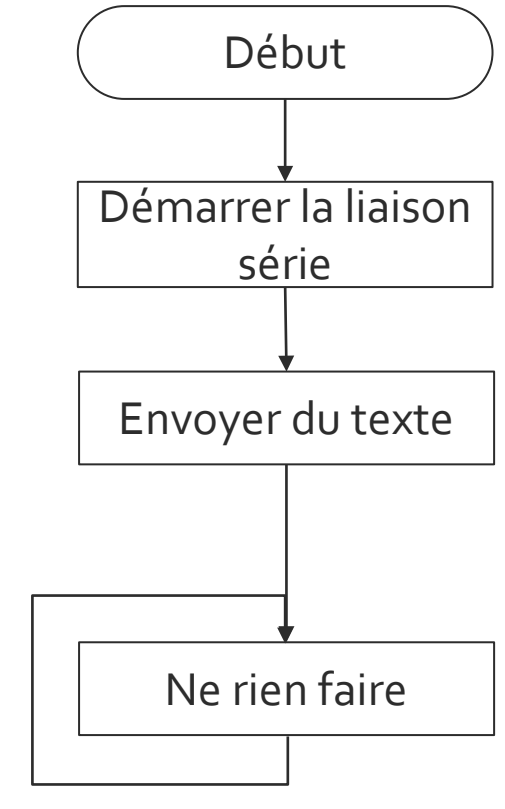 Début
Démarrer la liaison
série
Envoyer du texte
Ne rien faire